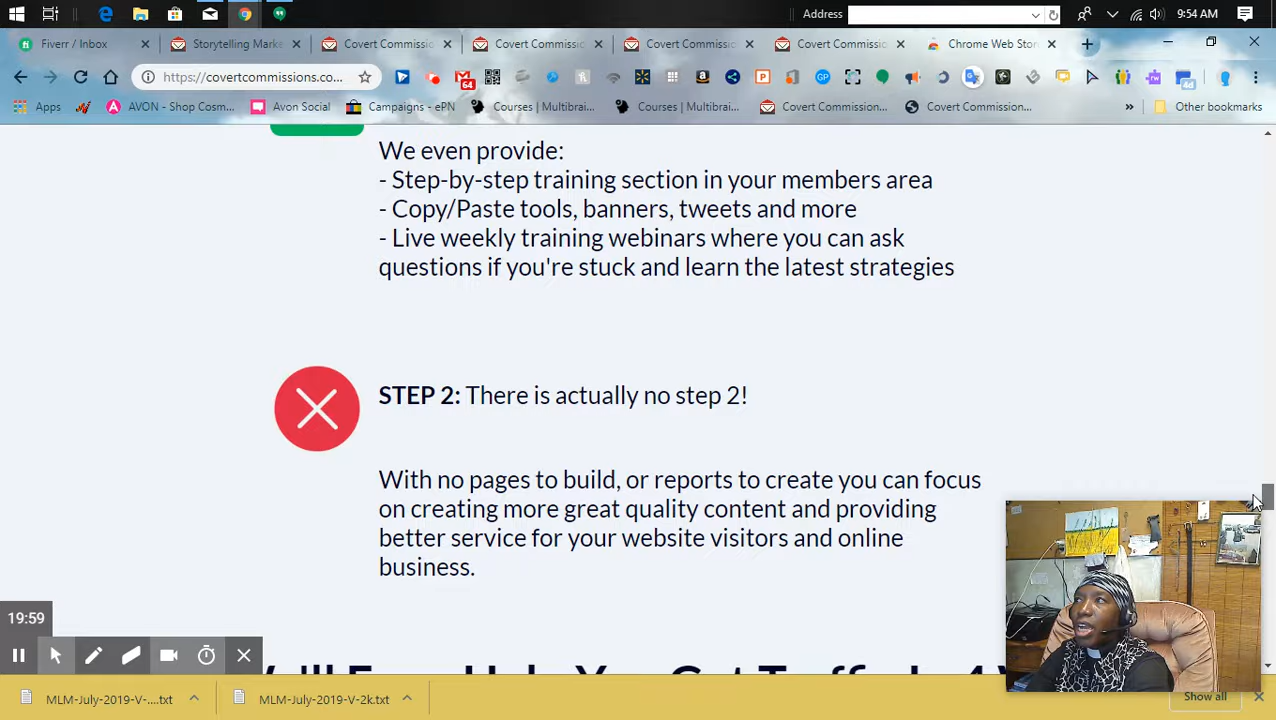 Address
9:54 AM
Fiverr / Inbox
Storytelling Marke
Covert Commissio
Covert Commissio
Covert Commissio
Covert Commissio
Chrome Web Stor
https://covertcommissions.co...
64
4d
Apps
AVON - Shop Cosm...
Avon Social
Campaigns - ePN
Courses | Multibrai...
Courses | Multibrai...
Covert Commission...
Covert Commission...
Other bookmarks
We even provide:
- Step-by-step training section in your members area
- Copy/Paste tools, banners, tweets and more
- Live weekly training webinars where you can ask
questions if you're stuck and learn the latest strategies
STEP 2: There is actually no step 2!
With no pages to build, or reports to create you can focus
on creating more great quality content and providing
better service for your website visitors and online
business.
19:59
MLM-July-2019-V-....txt
MLM-July-2019-V-2k.txt
Show all